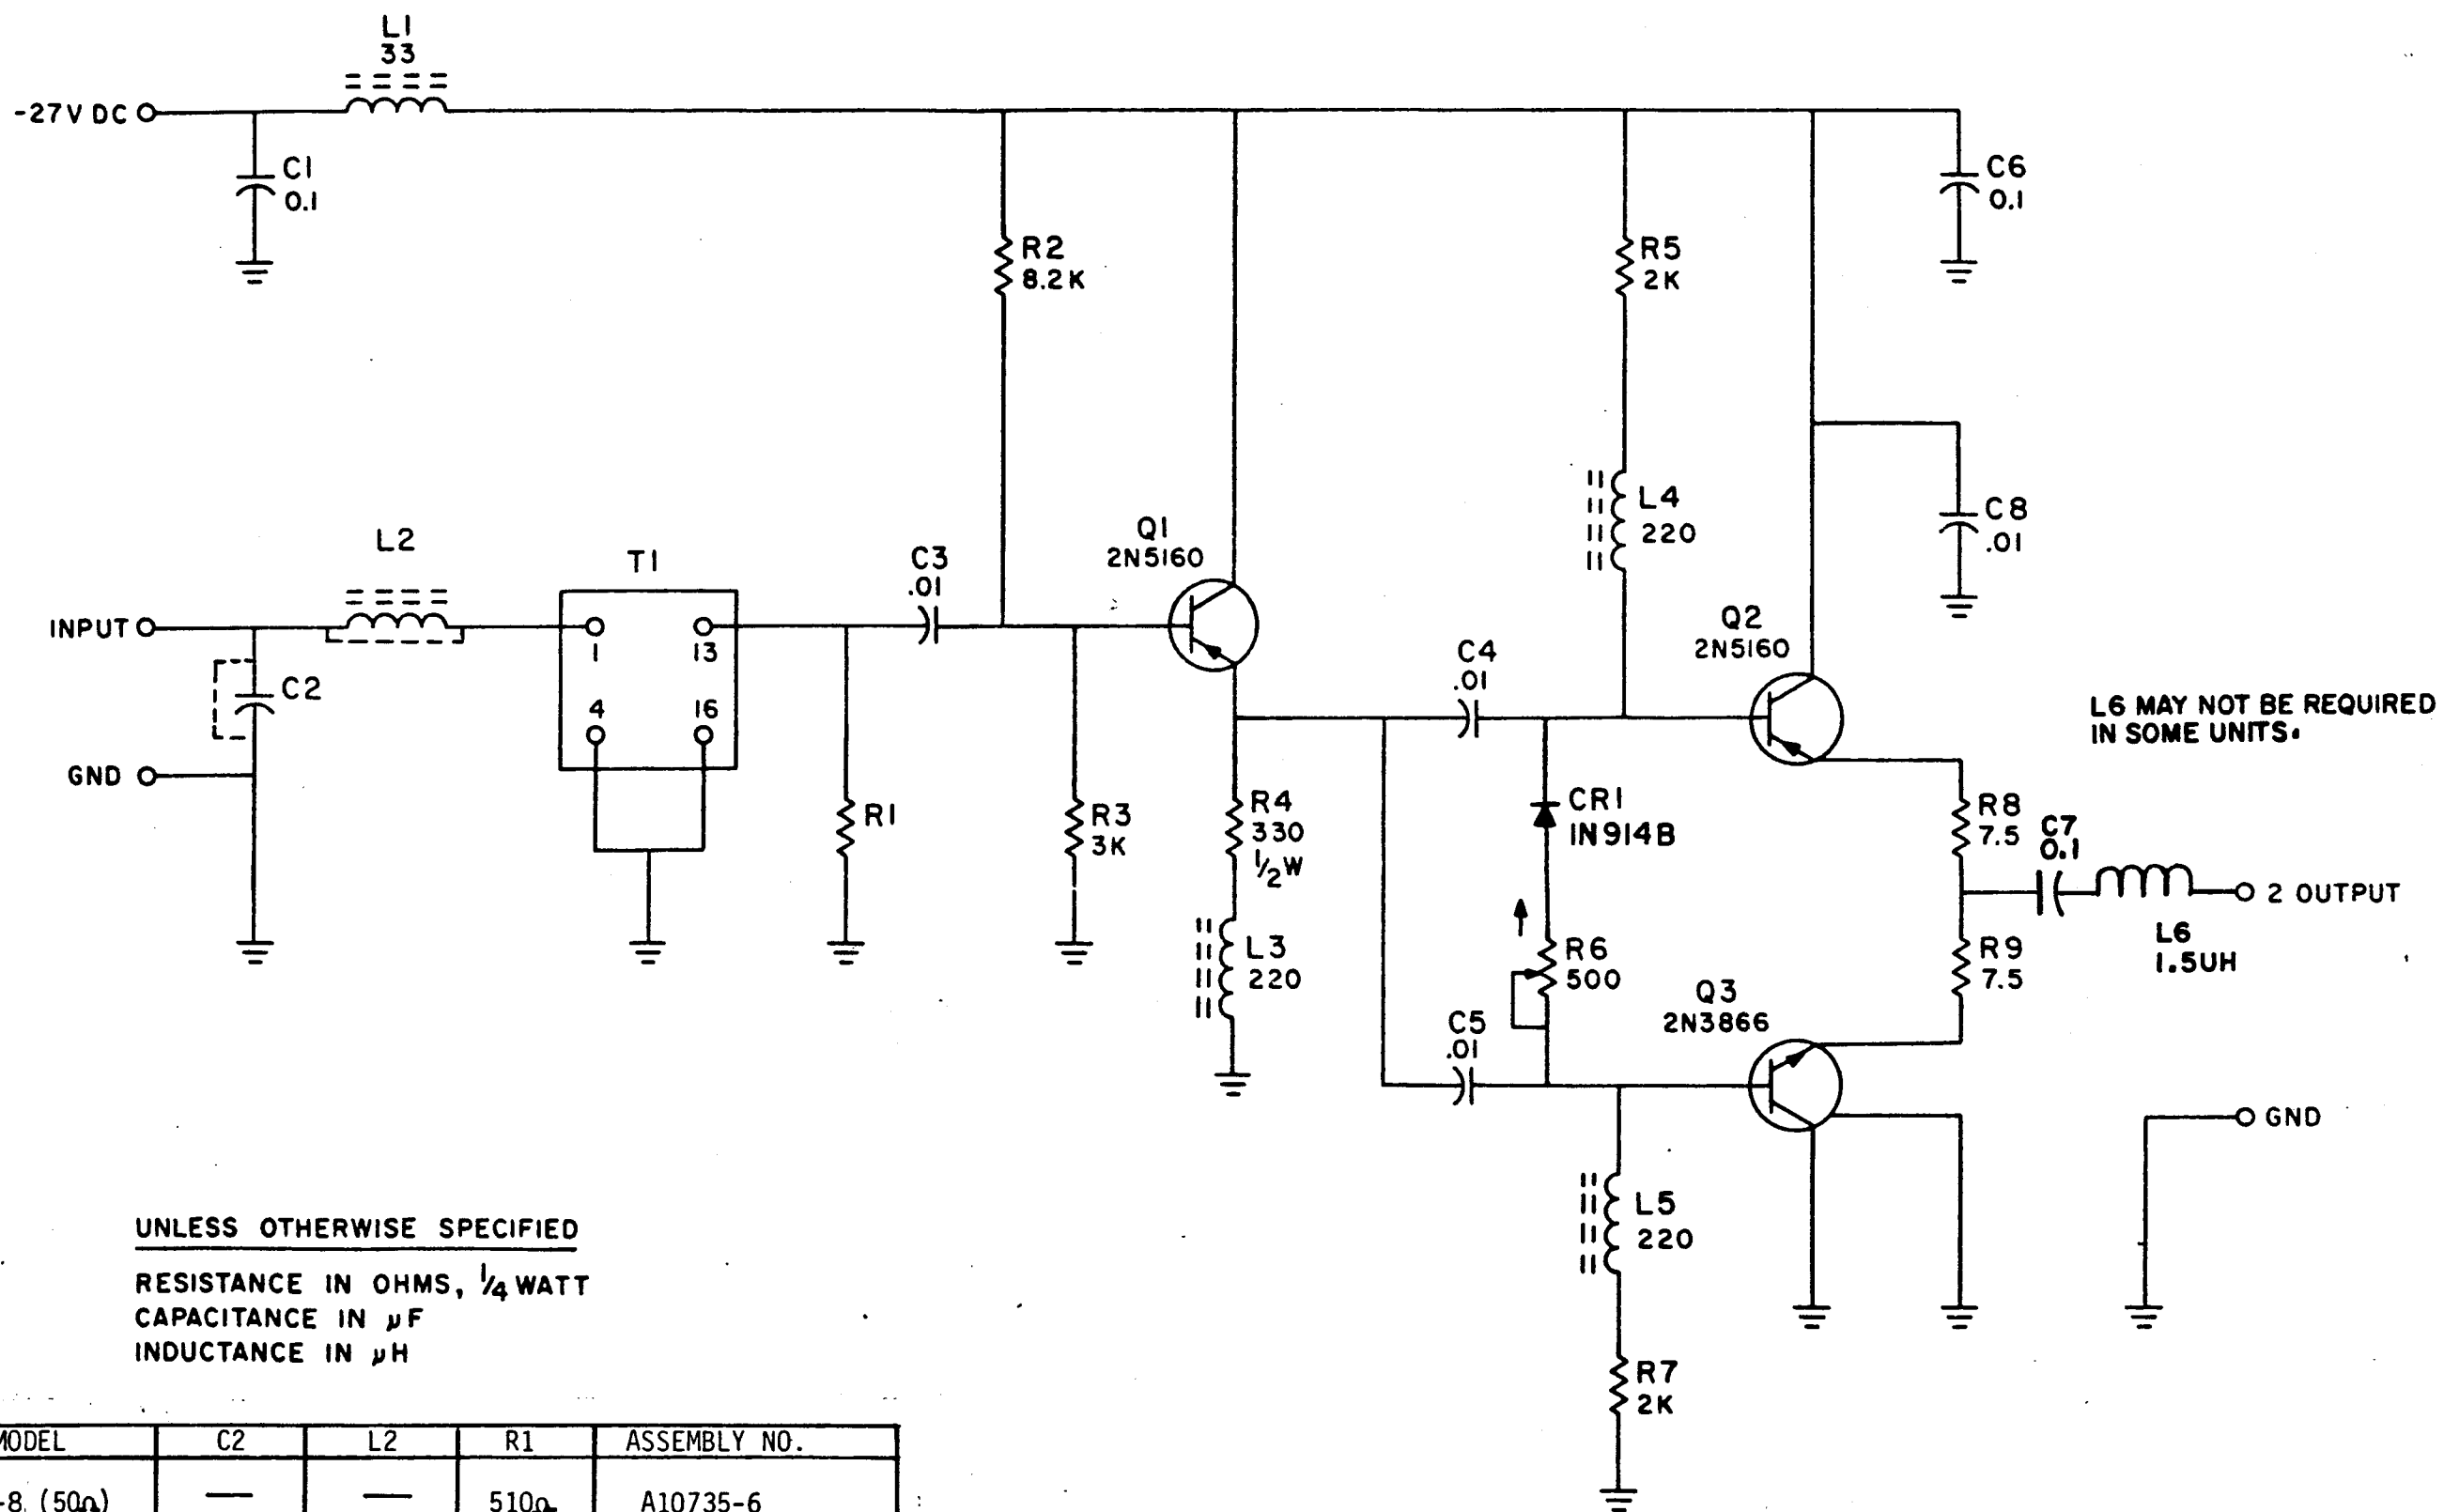 L1
33
-27V DC
C1
0.1
C6
0.1
R2
8.2K
R5
2K
L2
T1
C3
.01
Q1
2N5160
L4
220
C8
.01
INPUT
1
13
C2
4
16
GND
Q2
2N5160
C4
.01
L6 MAY NOT BE REQUIRED
IN SOME UNITS.
R1
R3
3K
R4
330
1/2W
CR1
IN914B
R8
7.5
C7
0.1
2 OUTPUT
L6
1.5UH
L3
220
R6
500
R9
7.5
Q3
2N3866
C5
.01
GND
L5
220
R7
2K
UNLESS OTHERWISE SPECIFIED
RESISTANCE IN OHMS, 1/4 WATT
CAPACITANCE IN µF
INDUCTANCE IN µH
MODEL C2 L2 R1 ASSEMBLY NO.
-8 (50Ω) — — 510Ω A10735-6